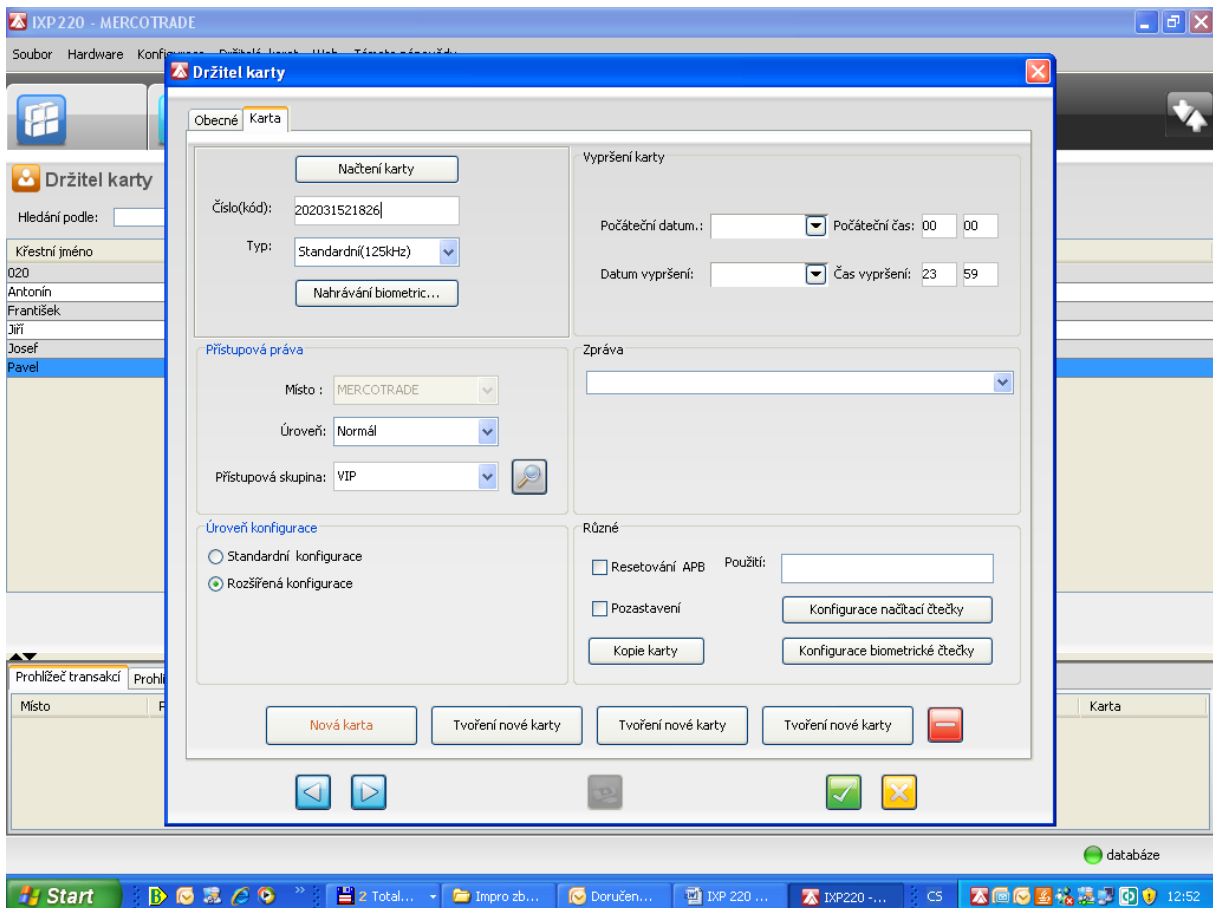 IXP220 - MERCOTRADE
Soubor Hardware
Držitel karty
Držitel karty
Hledání podle:
Křestní jméno
020
Antonín
František
Jiří
Josef
Pavel
Obecné Karta
Načtení karty
Číslo(kód): 202031521826
Typ: Standardní(125kHz)
Nahrávání biometric...
Vypršení karty
Počáteční datum.: Počáteční čas: 00 00
Datum vypršení: Čas vypršení: 23 59
Přístupová práva
Místo : MERCOTRADE
Úroveň: Normál
Přístupová skupina: VIP
Zpráva
Úroveň konfigurace
Standardní konfigurace
Rozšířená konfigurace
Různé
Resetování APB Použití:
Pozastavení Konfigurace načítací čtečky
Kopie karty Konfigurace biometrické čtečky
Nová karta Tvoření nové karty Tvoření nové karty Tvoření nové karty
Prohlížeč transakcí
Místo Karta
databáze
Start 2 Total... Impro zb... Doručen... IXP 220 ... IXP220 -... CS 12:52